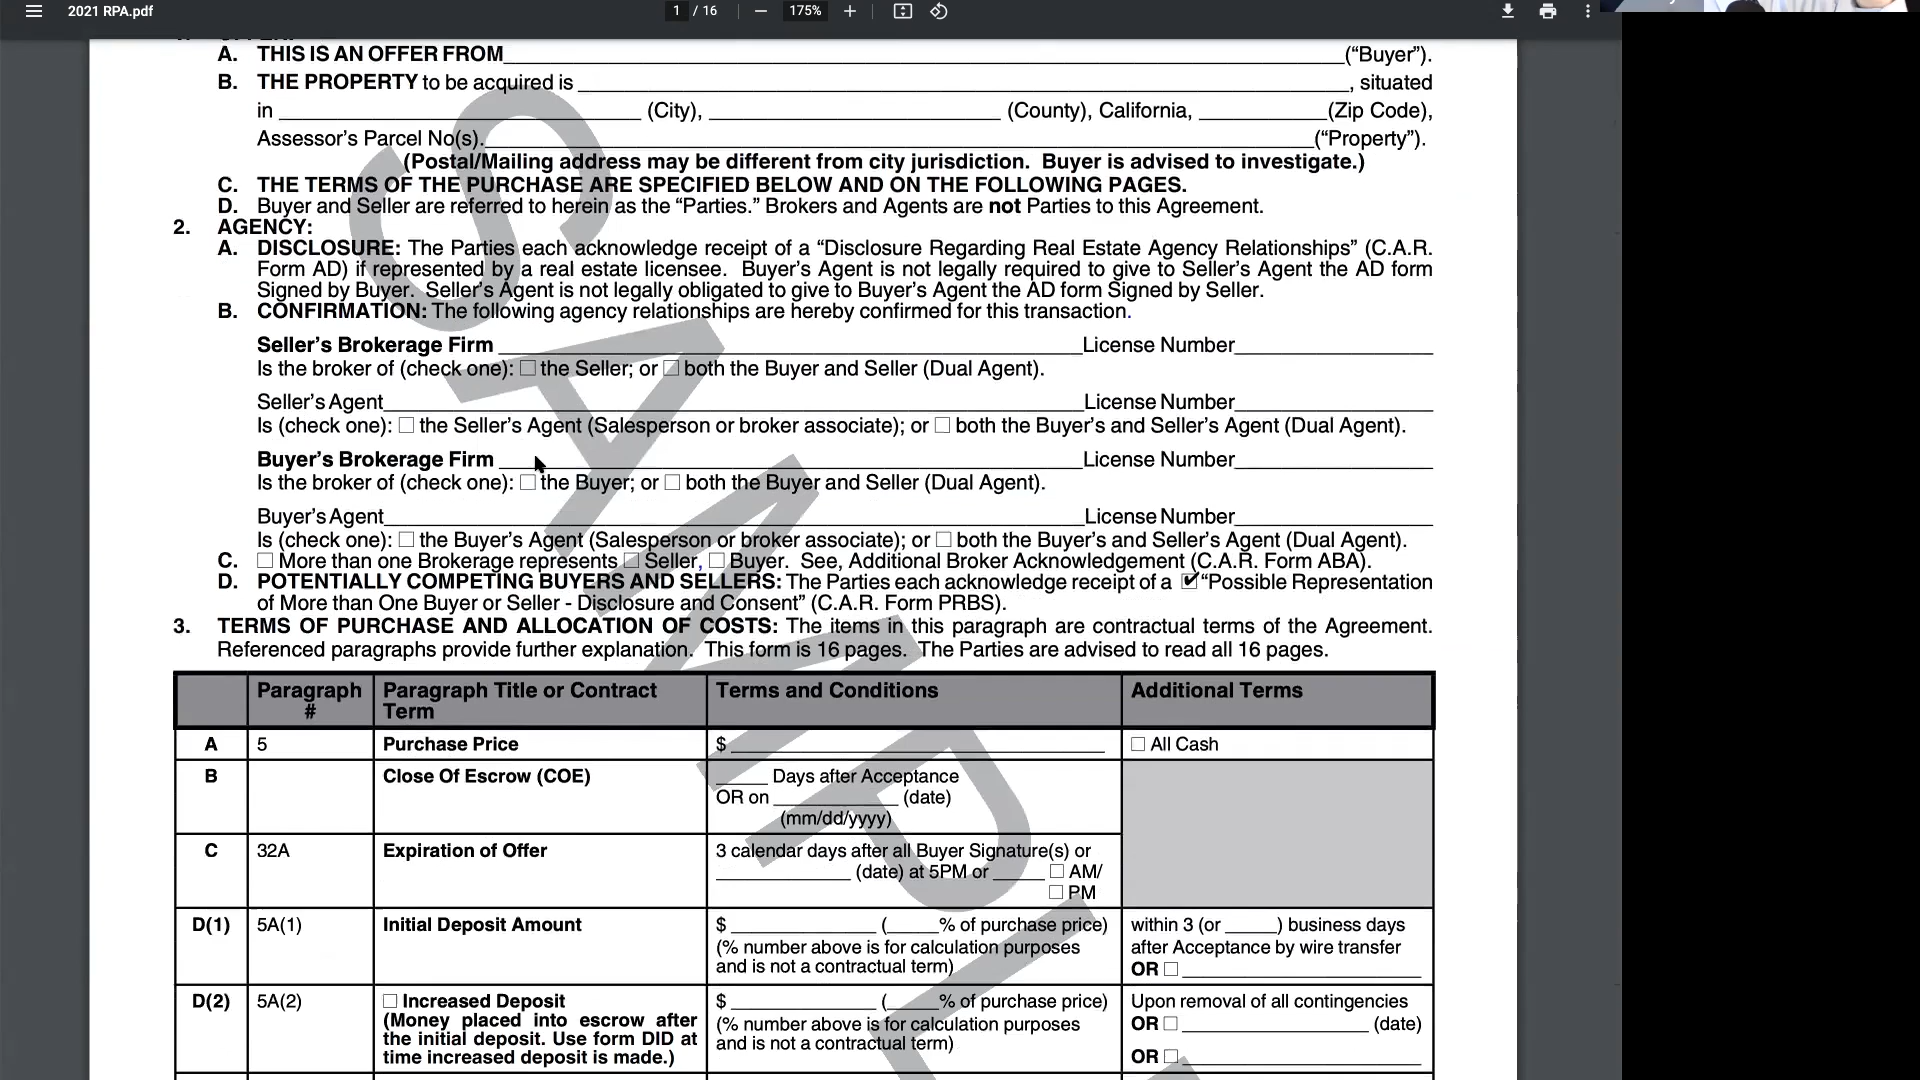 2021 RPA.pdf
1 / 16
175%
A. THIS IS AN OFFER FROM ("Buyer").
B. THE PROPERTY to be acquired is , situated
in (City), (County), California, (Zip Code),
Assessor's Parcel No(s). ("Property").
(Postal/Mailing address may be different from city jurisdiction. Buyer is advised to investigate.)
C. THE TERMS OF THE PURCHASE ARE SPECIFIED BELOW AND ON THE FOLLOWING PAGES.
D. Buyer and Seller are referred to herein as the "Parties." Brokers and Agents are not Parties to this Agreement.
2. AGENCY:
A. DISCLOSURE: The Parties each acknowledge receipt of a "Disclosure Regarding Real Estate Agency Relationships" (C.A.R.
Form AD) if represented by a real estate licensee. Buyer's Agent is not legally required to give to Seller's Agent the AD form
Signed by Buyer. Seller's Agent is not legally obligated to give to Buyer's Agent the AD form Signed by Seller.
B. CONFIRMATION: The following agency relationships are hereby confirmed for this transaction.
Seller's Brokerage Firm License Number
Is the broker of (check one): ☐ the Seller; or ☐ both the Buyer and Seller (Dual Agent).
Seller's Agent License Number
Is (check one): ☐ the Seller's Agent (Salesperson or broker associate); or ☐ both the Buyer's and Seller's Agent (Dual Agent).
Buyer's Brokerage Firm License Number
Is the broker of (check one): ☐ the Buyer; or ☐ both the Buyer and Seller (Dual Agent).
Buyer's Agent License Number
Is (check one): ☐ the Buyer's Agent (Salesperson or broker associate); or ☐ both the Buyer's and Seller's Agent (Dual Agent).
C. ☐ More than one Brokerage represents ☐ Seller, ☐ Buyer. See, Additional Broker Acknowledgement (C.A.R. Form ABA).
D. POTENTIALLY COMPETING BUYERS AND SELLERS: The Parties each acknowledge receipt of a ☑ "Possible Representation
of More than One Buyer or Seller - Disclosure and Consent" (C.A.R. Form PRBS).
3. TERMS OF PURCHASE AND ALLOCATION OF COSTS: The items in this paragraph are contractual terms of the Agreement.
Referenced paragraphs provide further explanation. This form is 16 pages. The Parties are advised to read all 16 pages.
Paragraph # Paragraph Title or Contract Term Terms and Conditions Additional Terms
A 5 Purchase Price $ ☐ All Cash
B Close Of Escrow (COE) Days after Acceptance
OR on (date)
(mm/dd/yyyy)
C 32A Expiration of Offer 3 calendar days after all Buyer Signature(s) or
(date) at 5PM or ☐ AM/
☐ PM
D(1) 5A(1) Initial Deposit Amount $ ( % of purchase price)
(% number above is for calculation purposes
and is not a contractual term)
within 3 (or ) business days
after Acceptance by wire transfer
OR ☐
D(2) 5A(2) ☐ Increased Deposit
(Money placed into escrow after
the initial deposit. Use form DID at
time increased deposit is made.)
$ ( % of purchase price)
(% number above is for calculation purposes
and is not a contractual term)
Upon removal of all contingencies
OR ☐ (date)
OR ☐